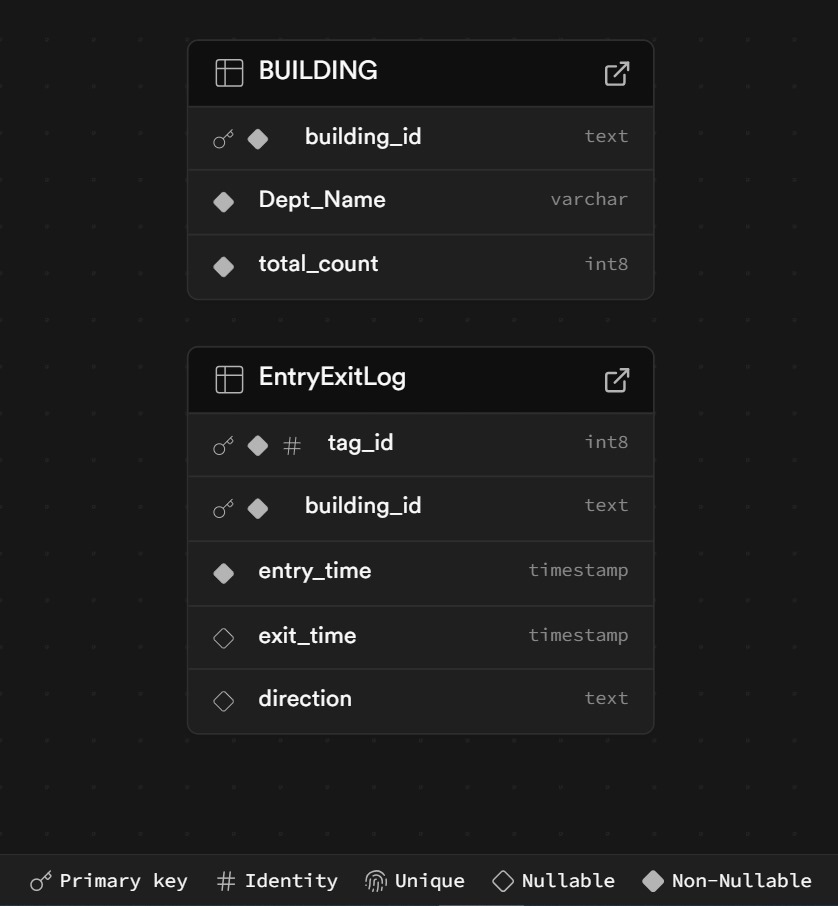 BUILDING
building_id text
Dept_Name varchar
total_count int8
EntryExitLog
tag_id int8
building_id text
entry_time timestamp
exit_time timestamp
direction text
Primary key # Identity Unique Nullable Non-Nullable